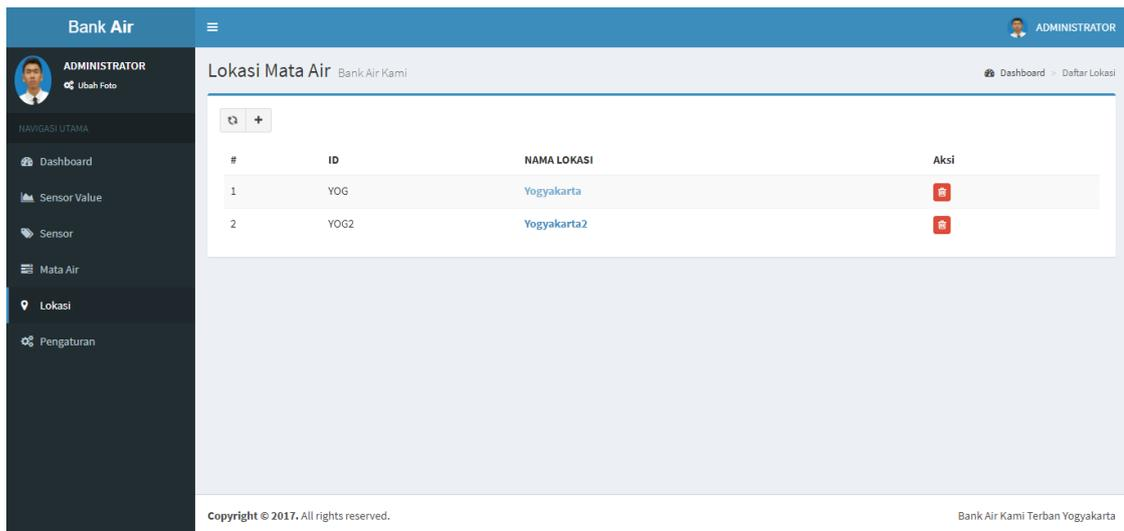 Bank Air
ADMINISTRATOR
ADMINISTRATOR
Ubah Foto
Lokasi Mata Air Bank Air Kami
Dashboard > Daftar Lokasi
NAVIGASI UTAMA
Dashboard
Sensor Value
Sensor
Mata Air
Lokasi
Pengaturan
# ID NAMA LOKASI Aksi
1 YOG Yogyakarta
2 YOG2 Yogyakarta2
Copyright © 2017. All rights reserved.
Bank Air Kami Terban Yogyakarta